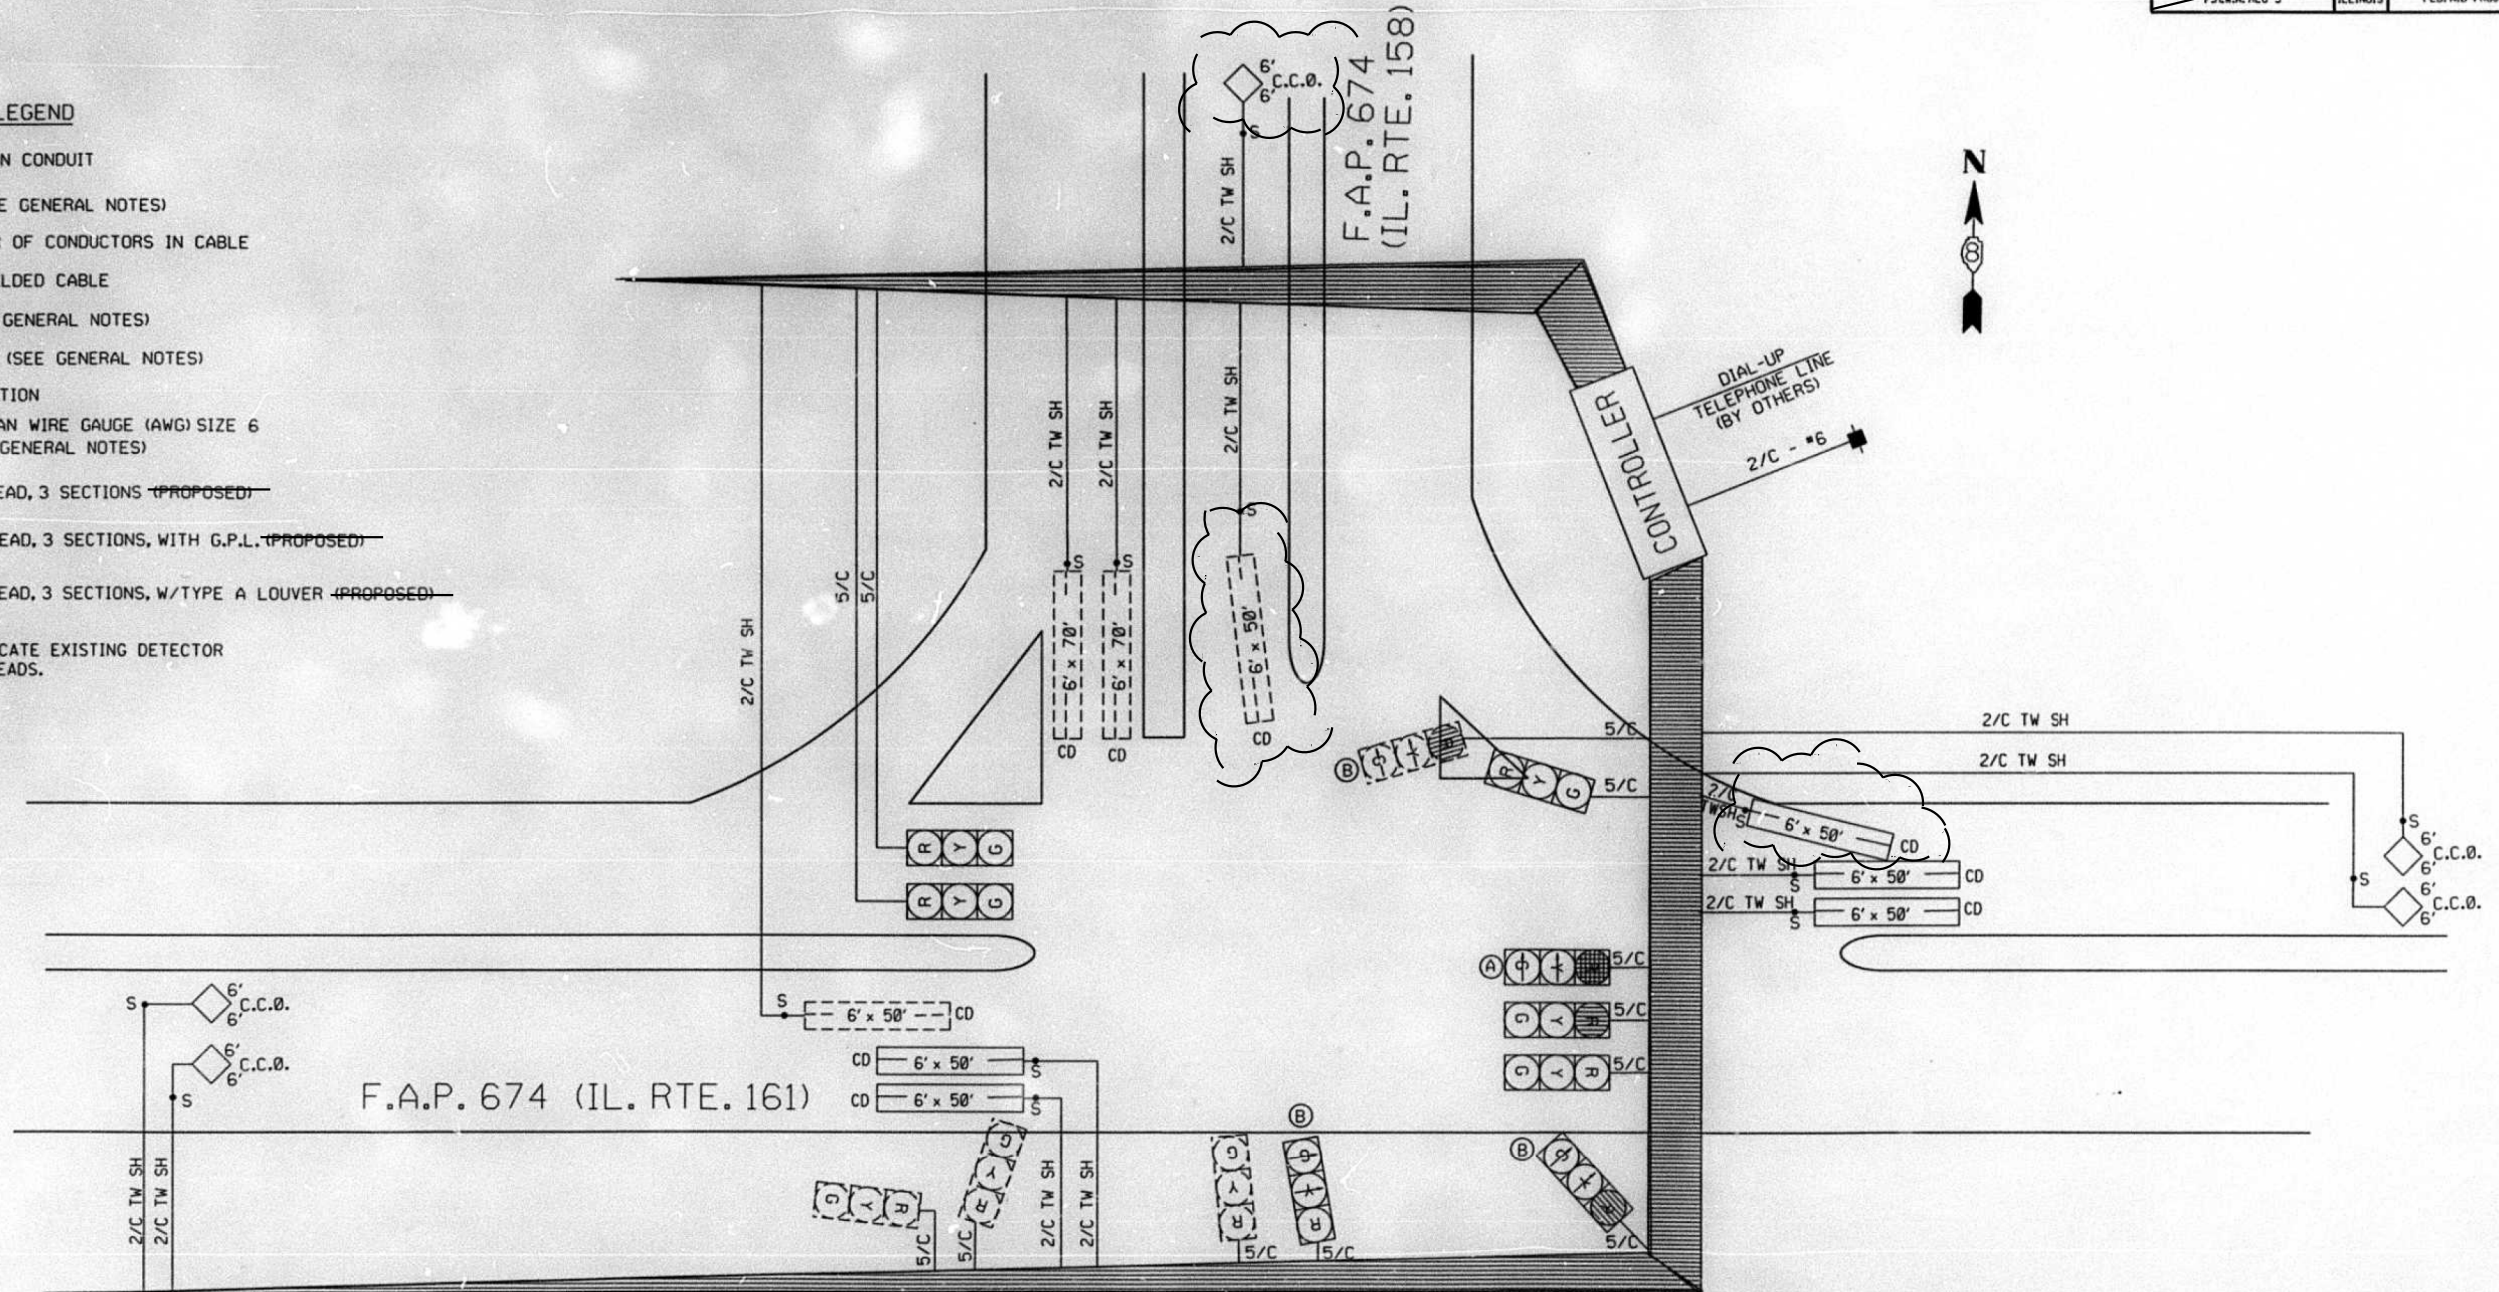 LEGEND
N CONDUIT
E GENERAL NOTES)
R OF CONDUCTORS IN CABLE
LDED CABLE
GENERAL NOTES)
(SEE GENERAL NOTES)
TION
AN WIRE GAUGE (AWG) SIZE 6
GENERAL NOTES)
EAD, 3 SECTIONS (PROPOSED)
EAD, 3 SECTIONS, WITH G.P.L. (PROPOSED)
EAD, 3 SECTIONS, W/TYPE A LOUVER (PROPOSED)
CATE EXISTING DETECTOR
EADS.
ILLINOIS
6'
C.C.Ø.
6'
S
2/C TW SH
F.A.P. 674
(IL. RTE. 158)
N
DIAL-UP
TELEPHONE LINE
(BY OTHERS)
2/C - #6
CONTROLLER
2/C TW SH
2/C TW SH
2/C TW SH
S
S
S
6' x 70'
6' x 70'
6' x 50'
CD
CD
CD
5/C
5/C
2/C TW SH
R Y G
R Y G
B
5/C
R Y G
5/C
2/C TW SH
2/C TW SH
2/C
TWSH
S
6' x 50'
CD
2/C TW SH
S
6' x 50'
CD
2/C TW SH
S
6' x 50'
CD
S
6'
C.C.Ø.
6'
S
6'
C.C.Ø.
6'
A
5/C
G Y R
5/C
G Y R
5/C
S
6'
C.C.Ø.
6'
6'
C.C.Ø.
6'
S
S
6' x 50'
CD
CD
6' x 50'
S
CD
6' x 50'
S
F.A.P. 674 (IL. RTE. 161)
2/C TW SH
2/C TW SH
G Y R
5/C
G Y R
5/C
2/C TW SH
2/C TW SH
G Y R
5/C
B
R
5/C
B
5/C